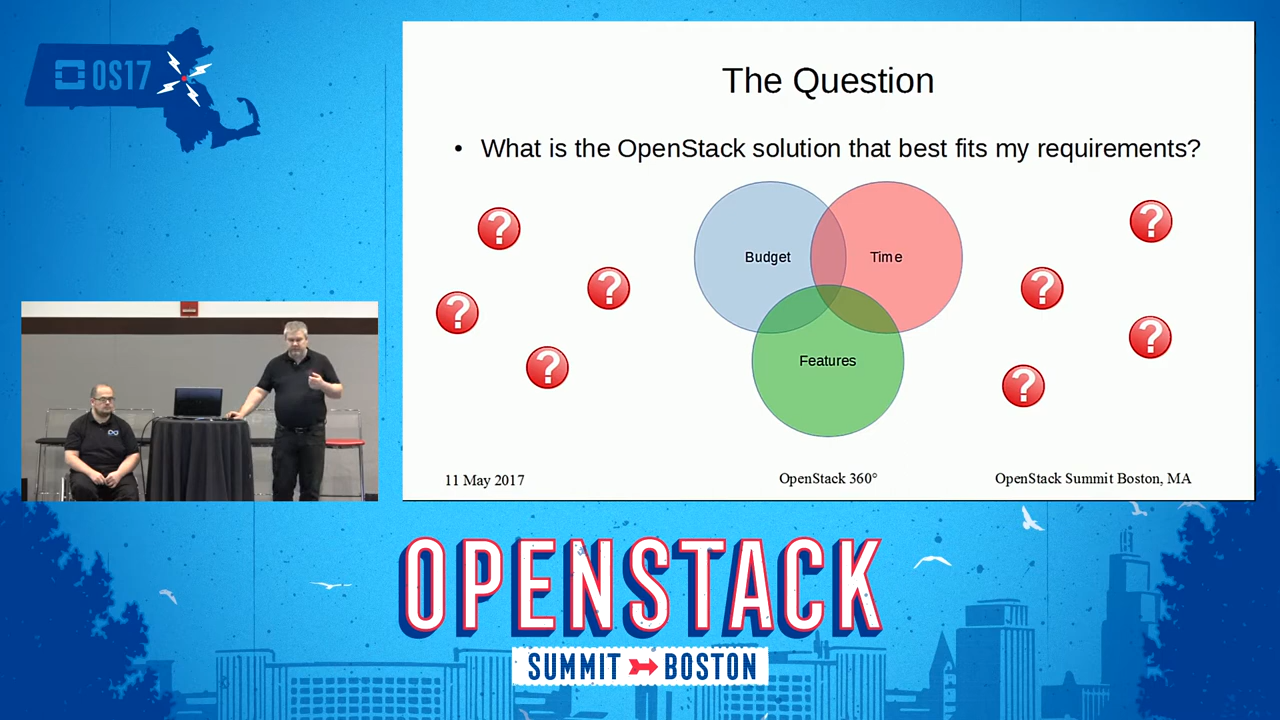 OS17
The Question
• What is the OpenStack solution that best fits my requirements?
Budget
Time
Features
?
?
?
?
?
?
?
?
11 May 2017
OpenStack 360°
OpenStack Summit Boston, MA
OPENSTACK
SUMMIT BOSTON